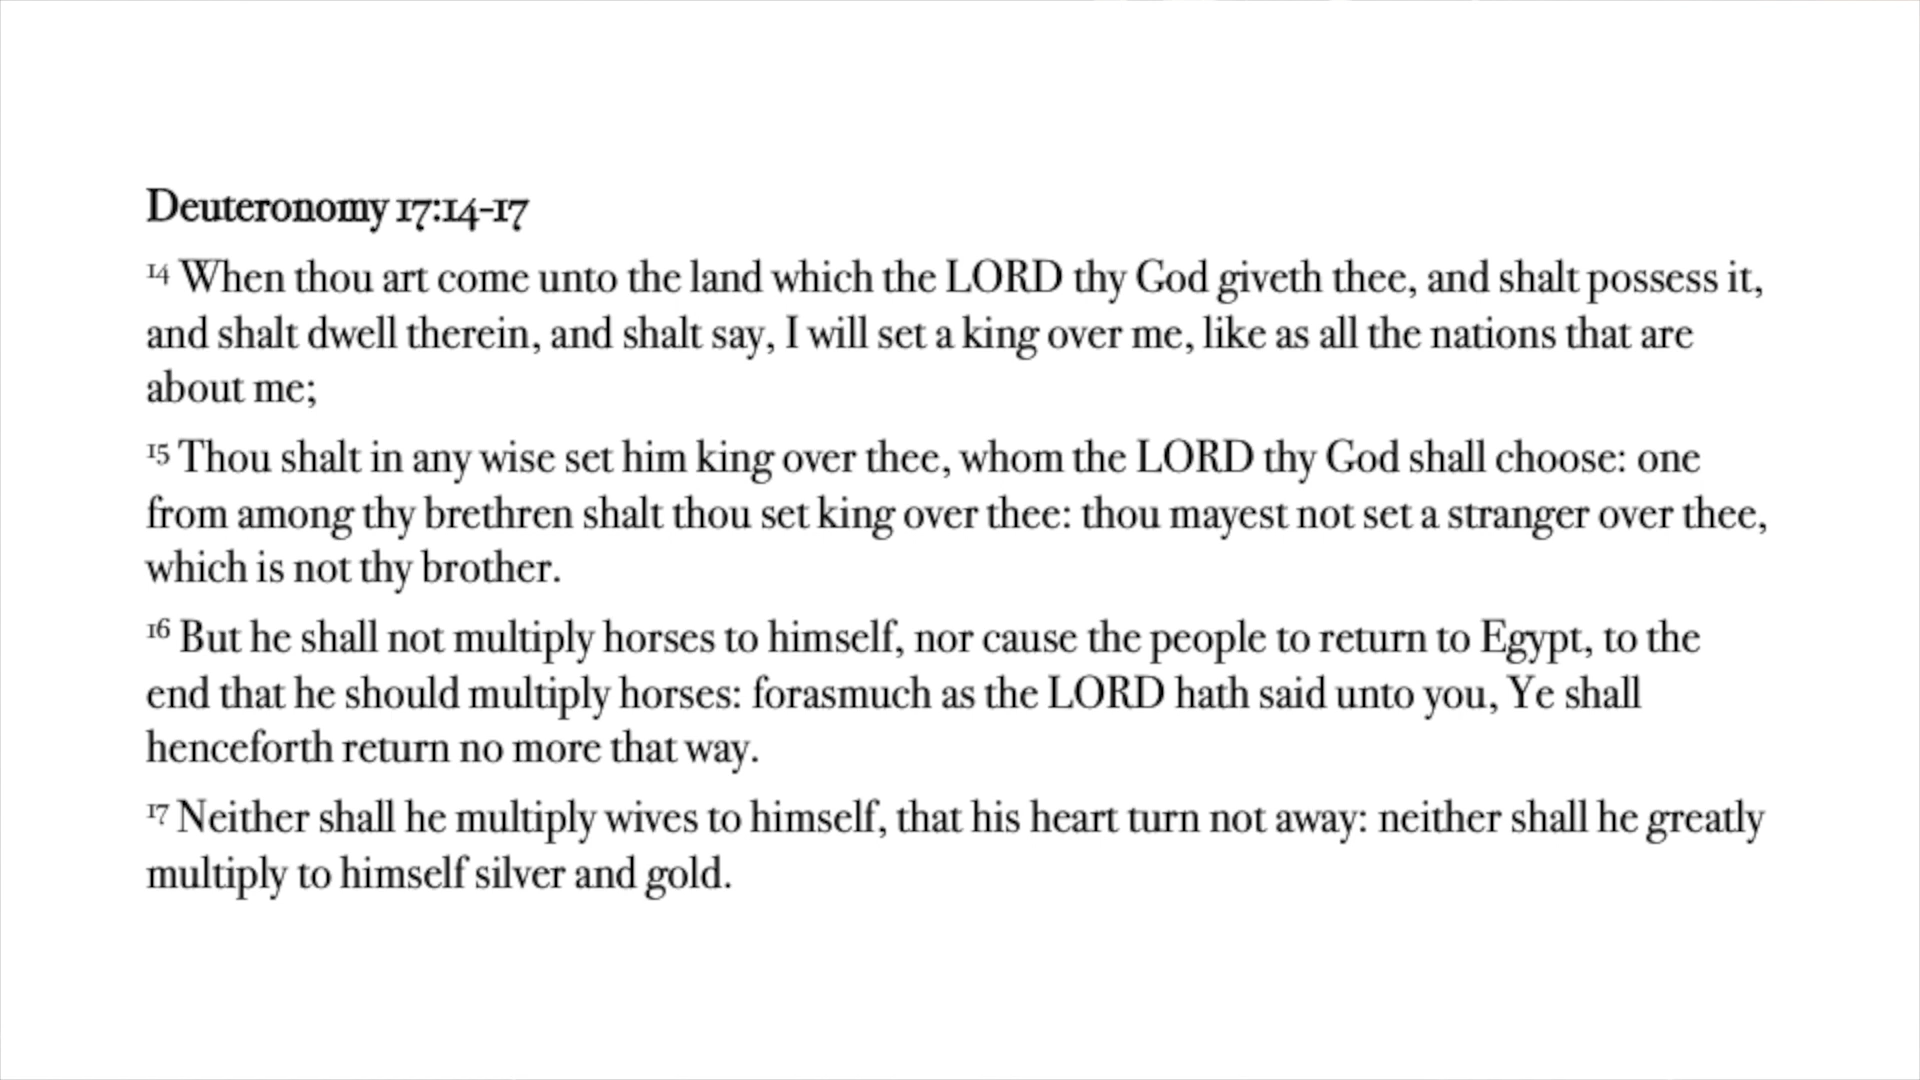 Deuteronomy 17:14-17
14 When thou art come unto the land which the LORD thy God giveth thee, and shalt possess it,
and shalt dwell therein, and shalt say, I will set a king over me, like as all the nations that are
about me;
15 Thou shalt in any wise set him king over thee, whom the LORD thy God shall choose: one
from among thy brethren shalt thou set king over thee: thou mayest not set a stranger over thee,
which is not thy brother.
16 But he shall not multiply horses to himself, nor cause the people to return to Egypt, to the
end that he should multiply horses: forasmuch as the LORD hath said unto you, Ye shall
henceforth return no more that way.
17 Neither shall he multiply wives to himself, that his heart turn not away: neither shall he greatly
multiply to himself silver and gold.